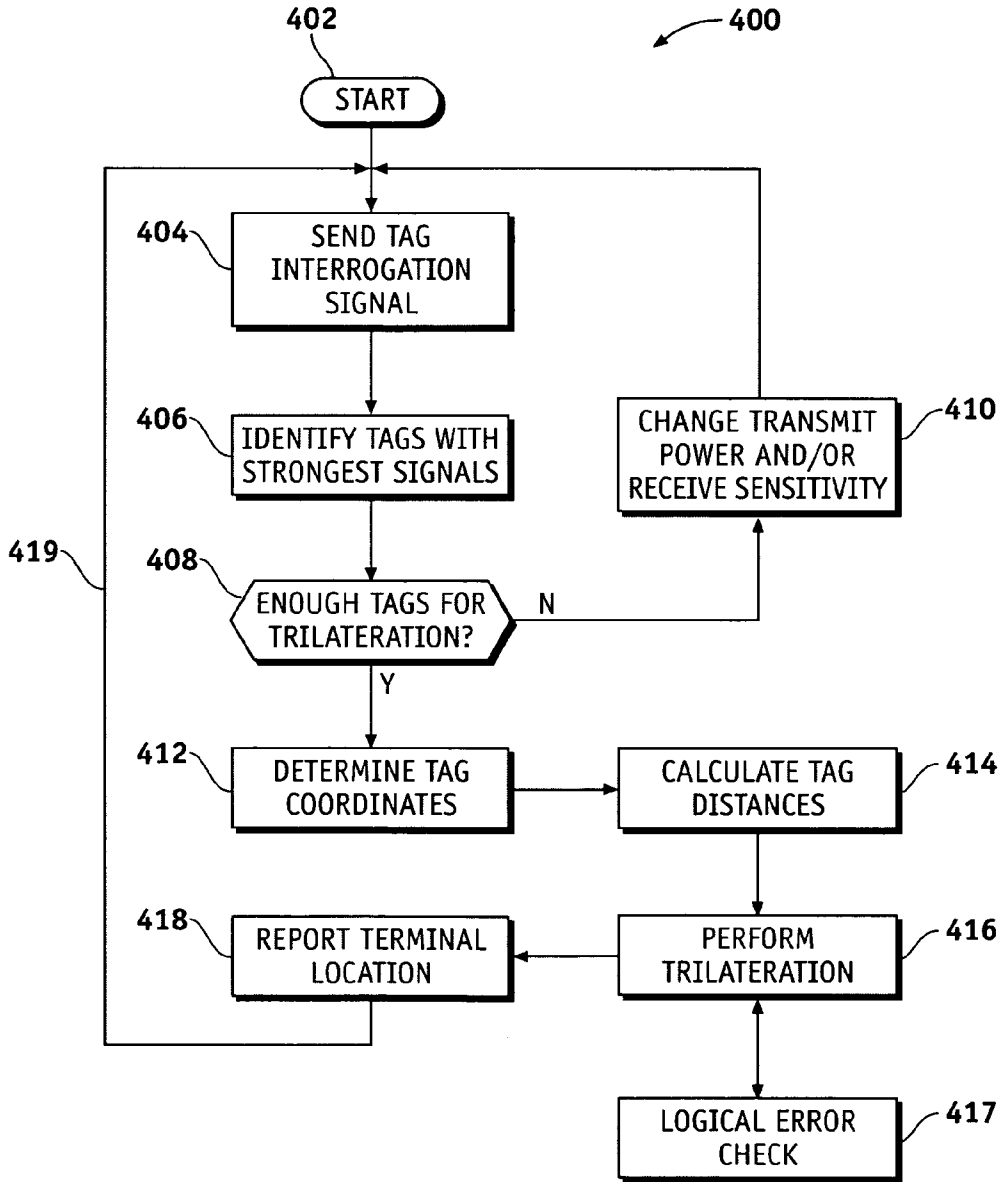 402
400
START
404
SEND TAG
INTERROGATION
SIGNAL
406
IDENTIFY TAGS WITH
STRONGEST SIGNALS
CHANGE TRANSMIT
POWER AND/OR
RECEIVE SENSITIVITY
410
419
408
ENOUGH TAGS FOR
TRILATERATION?
N
Y
412
DETERMINE TAG
COORDINATES
CALCULATE TAG
DISTANCES
414
418
REPORT TERMINAL
LOCATION
PERFORM
TRILATERATION
416
LOGICAL ERROR
CHECK
417